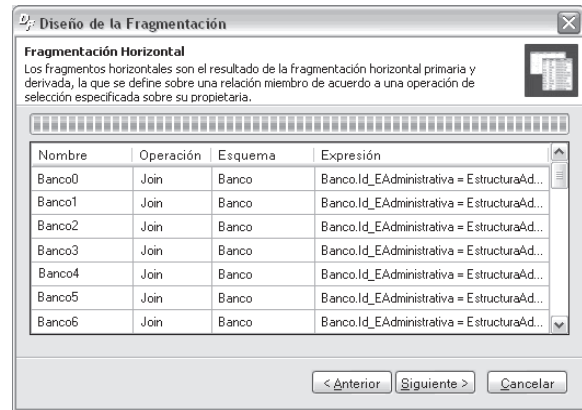 Diseño de la Fragmentación
Fragmentación Horizontal
Los fragmentos horizontales son el resultado de la fragmentación horizontal primaria y
derivada, la que se define sobre una relación miembro de acuerdo a una operación de
selección especificada sobre su propietaria.
Nombre Operación Esquema Expresión
Banco0 Join Banco Banco.Id_EAdministrativa = EstructuraAd...
Banco1 Join Banco Banco.Id_EAdministrativa = EstructuraAd...
Banco2 Join Banco Banco.Id_EAdministrativa = EstructuraAd...
Banco3 Join Banco Banco.Id_EAdministrativa = EstructuraAd...
Banco4 Join Banco Banco.Id_EAdministrativa = EstructuraAd...
Banco5 Join Banco Banco.Id_EAdministrativa = EstructuraAd...
Banco6 Join Banco Banco.Id_EAdministrativa = EstructuraAd...
< Anterior Siguiente > Cancelar